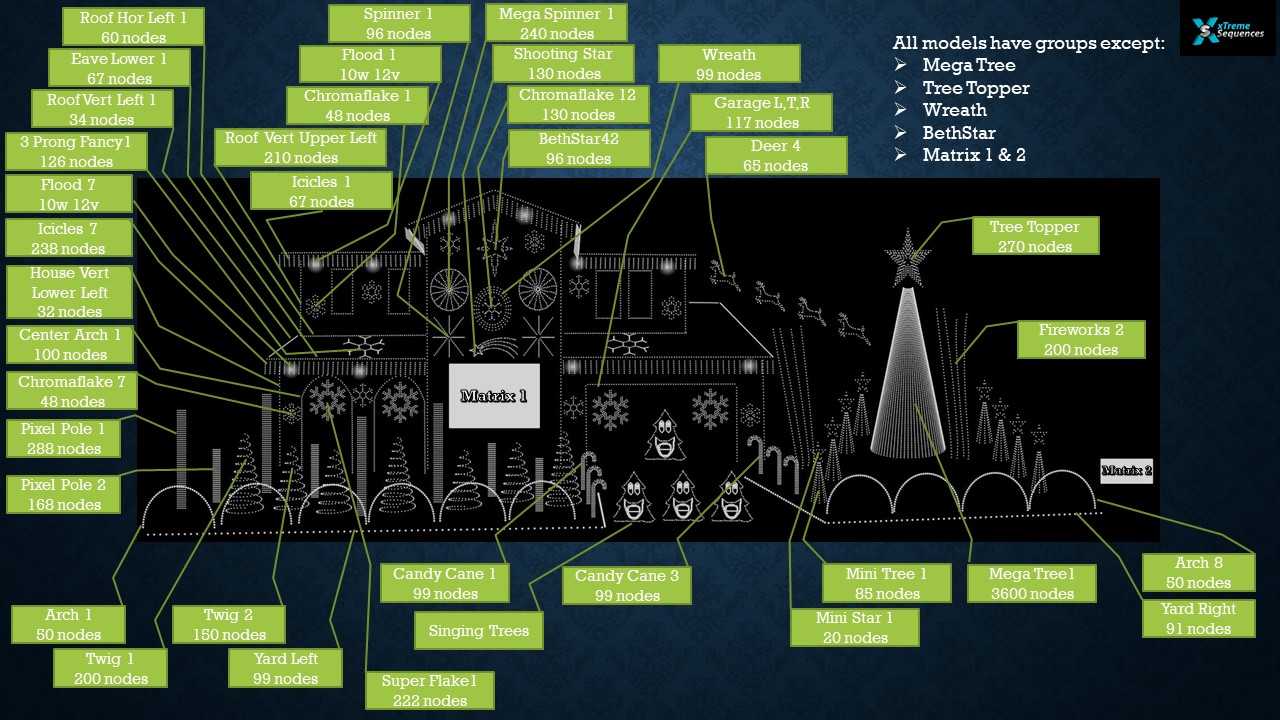 Roof Hor Left 1
60 nodes
Eave Lower 1
67 nodes
Roof Vert Left 1
34 nodes
3 Prong Fancy1
126 nodes
Flood 7
10w 12v
Icicles 7
238 nodes
House Vert
Lower Left
32 nodes
Center Arch 1
100 nodes
Chromaflake 7
48 nodes
Pixel Pole 1
288 nodes
Pixel Pole 2
168 nodes
Spinner 1
96 nodes
Flood 1
10w 12v
Chromaflake 1
48 nodes
Roof Vert Upper Left
210 nodes
Icicles 1
67 nodes
Mega Spinner 1
240 nodes
Shooting Star
130 nodes
Chromaflake 12
130 nodes
BethStar42
96 nodes
Wreath
99 nodes
Garage L,T,R
117 nodes
Deer 4
65 nodes
All models have groups except:
Mega Tree
Tree Topper
Wreath
BethStar
Matrix 1 & 2
xTreme
Sequences
Tree Topper
270 nodes
Fireworks 2
200 nodes
Matrix 1
Matrix 2
Arch 1
50 nodes
Twig 1
200 nodes
Twig 2
150 nodes
Yard Left
99 nodes
Super Flake1
222 nodes
Candy Cane 1
99 nodes
Singing Trees
Candy Cane 3
99 nodes
Mini Tree 1
85 nodes
Mini Star 1
20 nodes
Mega Tree1
3600 nodes
Arch 8
50 nodes
Yard Right
91 nodes